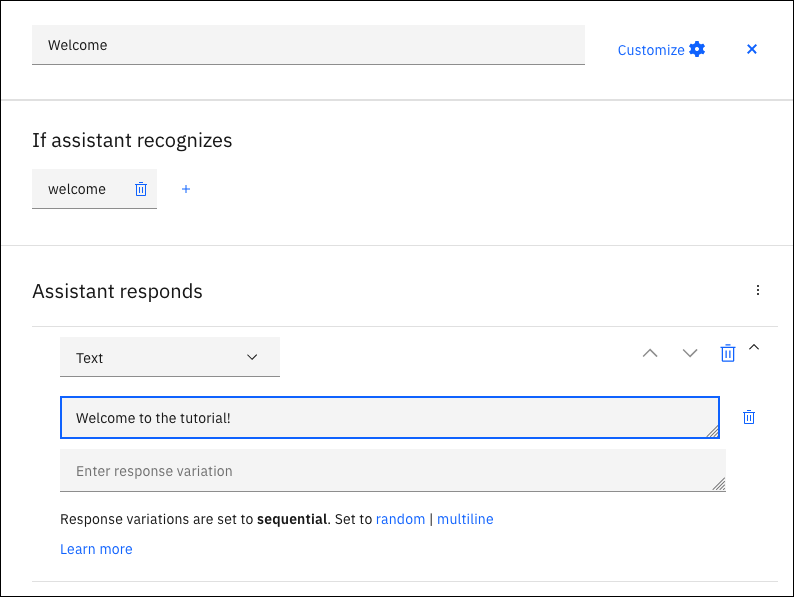 Welcome
Customize
If assistant recognizes
welcome
Assistant responds
Text
Welcome to the tutorial!
Enter response variation
Response variations are set to sequential. Set to random | multiline
Learn more